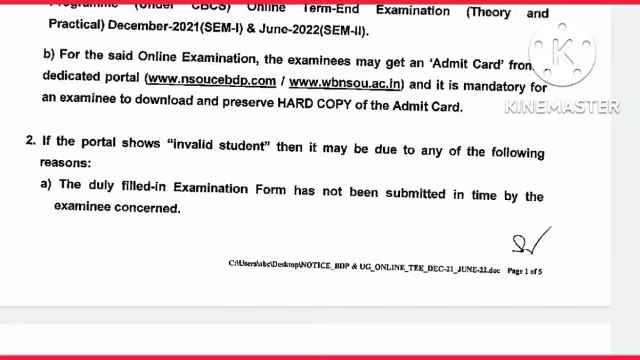 Programme (Under CBCS) Online Term-End Examination (Theory and
Practical) December-2021(SEM-I) & June-2022(SEM-II).
b) For the said Online Examination, the examinees may get an 'Admit Card' from
dedicated portal (www.nsoucebdp.com / www.wbnsou.ac.in) and it is mandatory for
an examinee to download and preserve HARD COPY of the Admit Card.
KINEMASTER
2. If the portal shows "invalid student" then it may be due to any of the following
reasons:
a) The duly filled-in Examination Form has not been submitted in time by the
examinee concerned.
C:\Users\abc\Desktop\NOTICE_BDP & UG_ONLINE_TEE_DEC-21_JUNE-22.doc Page 1 of 5